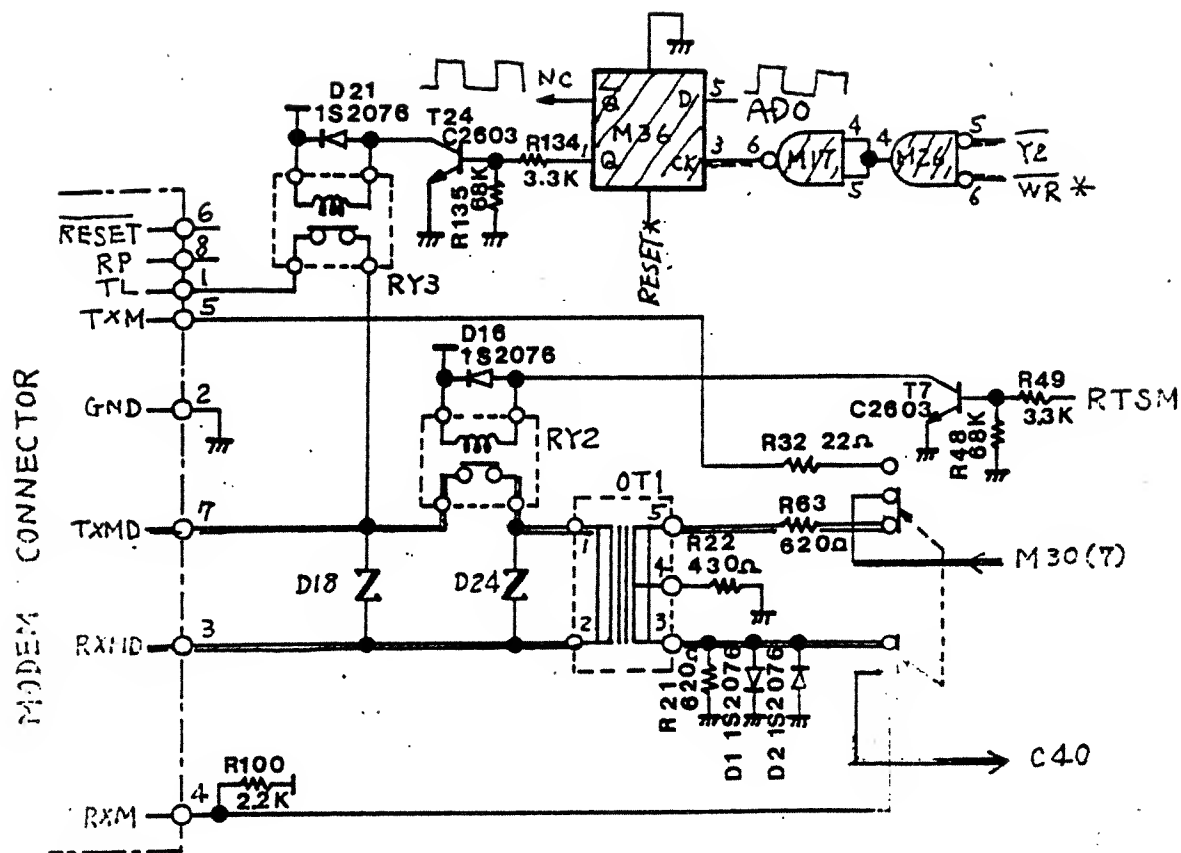 D21
1S2076
NC
Q
D
5
AD0
T24
C2603
R134
3.3K
1
Q
M36
CK
3
6
M17
4
5
4
M26
5
6
Y2
WR *
R135
68K
RESET*
RESET
6
RP
8
TL
1
TXM
5
RY3
D16
1S2076
GND
2
RY2
T7
C2603
R49
3.3K
RTSM
R48
68K
R32 22Ω
OT1
TXMD
7
1
5
R63
620Ω
R22
430Ω
M30(7)
D18
D24
4
RXMD
3
2
3
R21
620Ω
D1 1S2076
D2 1S2076
C40
R100
2.2K
RXM
4
MODEM CONNECTOR